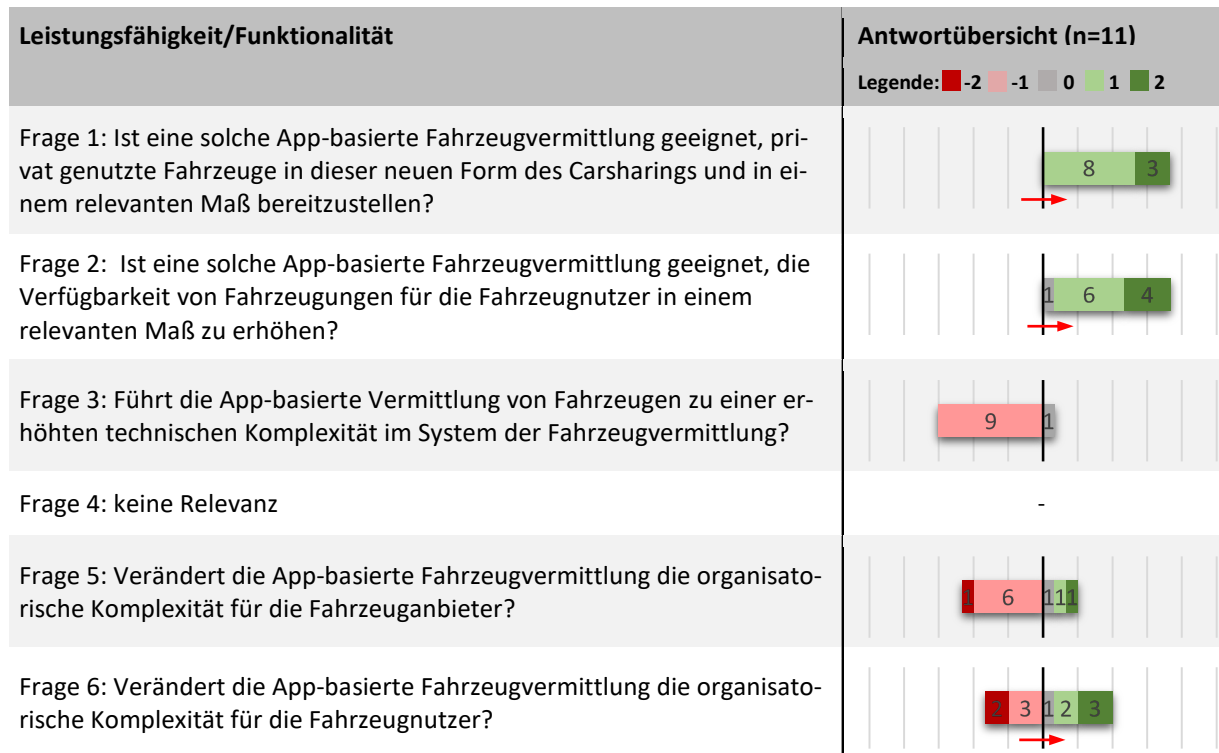 Leistungsfähigkeit/Funktionalität
Antwortübersicht (n=11)
Legende: -2 -1 0 1 2
Frage 1: Ist eine solche App-basierte Fahrzeugvermittlung geeignet, pri-
vat genutzte Fahrzeuge in dieser neuen Form des Carsharings und in ei-
nem relevanten Maß bereitzustellen?
8 3
Frage 2: Ist eine solche App-basierte Fahrzeugvermittlung geeignet, die
Verfügbarkeit von Fahrzeugungen für die Fahrzeugnutzer in einem
relevanten Maß zu erhöhen?
1 6 4
Frage 3: Führt die App-basierte Vermittlung von Fahrzeugen zu einer er-
höhten technischen Komplexität im System der Fahrzeugvermittlung?
9 1
Frage 4: keine Relevanz
-
Frage 5: Verändert die App-basierte Fahrzeugvermittlung die organisato-
rische Komplexität für die Fahrzeuganbieter?
1 6 1 1 1
Frage 6: Verändert die App-basierte Fahrzeugvermittlung die organisato-
rische Komplexität für die Fahrzeugnutzer?
2 3 1 2 3